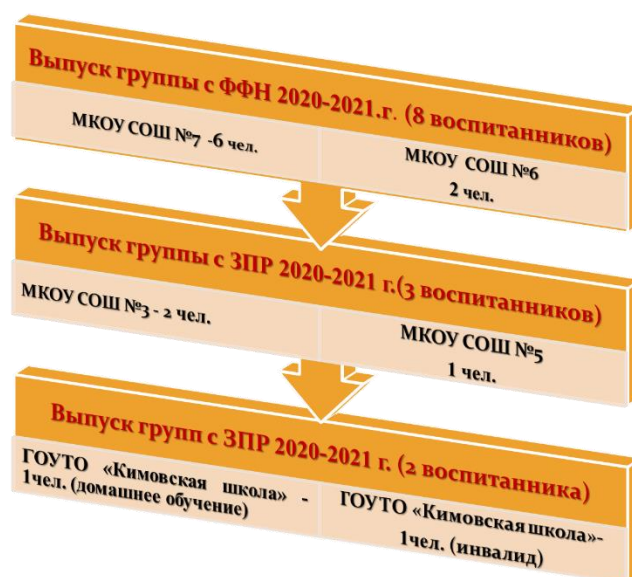 Выпуск группы с ФФН 2020-2021.г. (8 воспитанников)
МКОУ СОШ №7 -6 чел.
МКОУ СОШ №6
2 чел.
Выпуск группы с ЗПР 2020-2021 г.(3 воспитанников)
МКОУ СОШ №3 - 2 чел.
МКОУ СОШ №5
1 чел.
Выпуск групп с ЗПР 2020-2021 г. (2 воспитанника)
ГОУТО «Кимовская школа» -
1чел. (домашнее обучение)
ГОУТО «Кимовская школа»-
1чел. (инвалид)